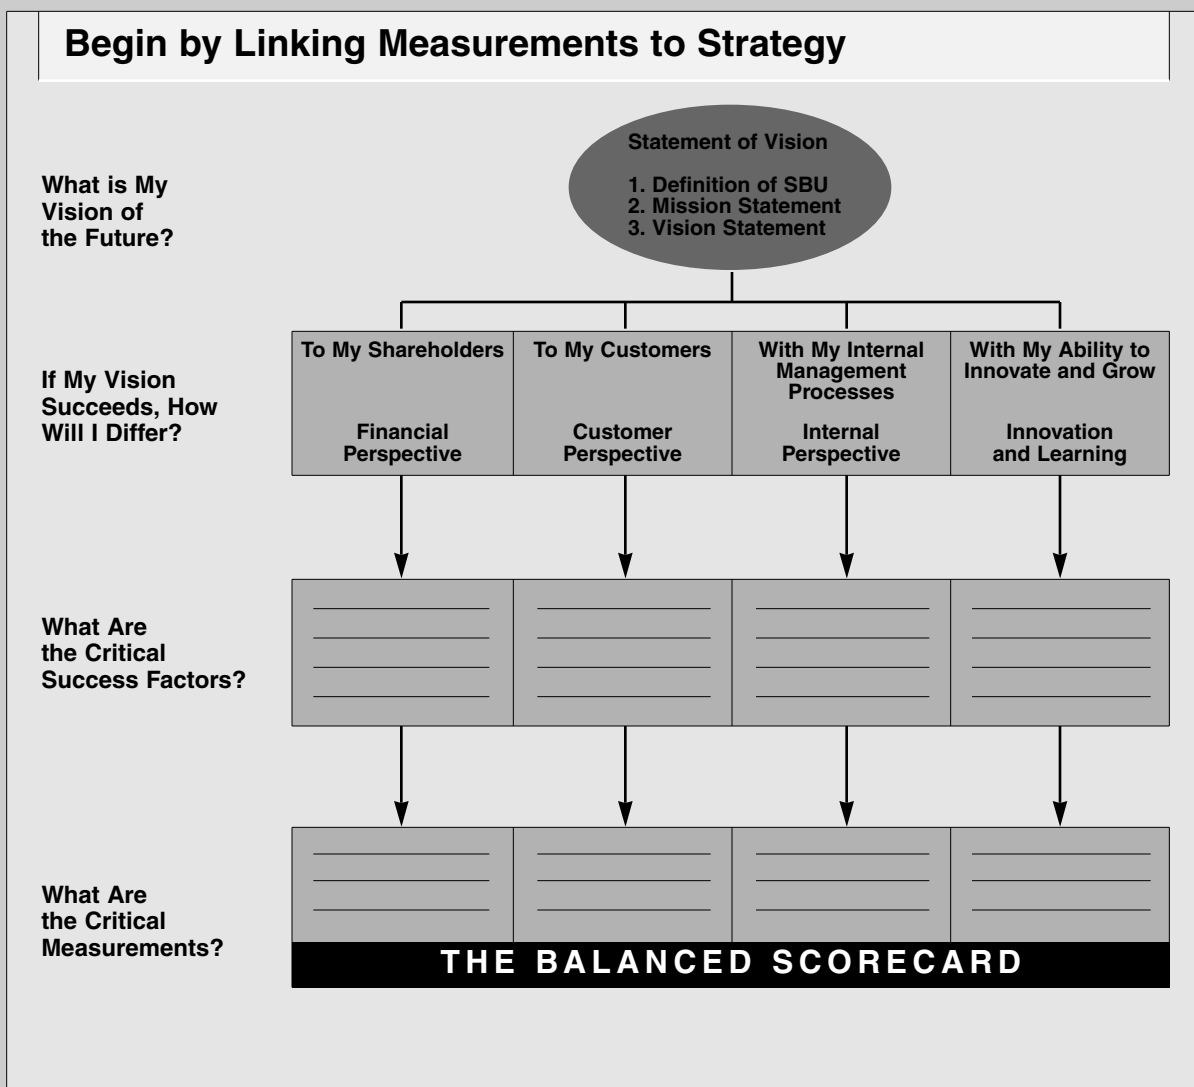 Begin by Linking Measurements to Strategy
What is My
Vision of
the Future?
Statement of Vision
1. Definition of SBU
2. Mission Statement
3. Vision Statement
If My Vision
Succeeds, How
Will I Differ?
To My Shareholders
Financial
Perspective
To My Customers
Customer
Perspective
With My Internal
Management
Processes
Internal
Perspective
With My Ability to
Innovate and Grow
Innovation
and Learning
What Are
the Critical
Success Factors?
What Are
the Critical
Measurements?
THE BALANCED SCORECARD